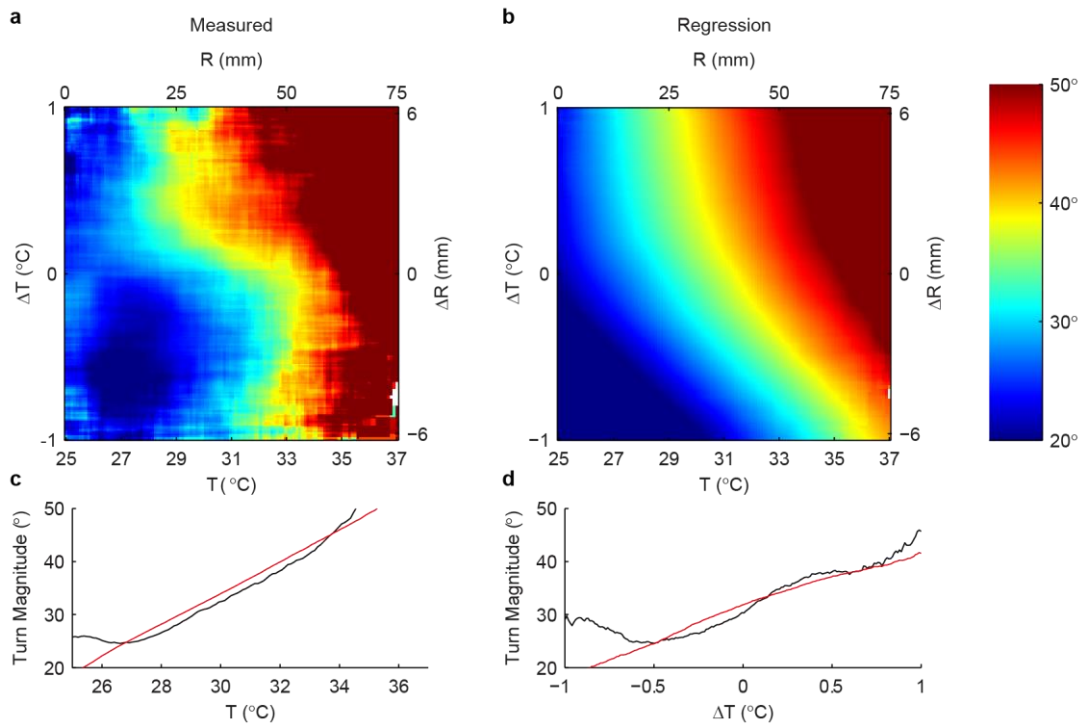 a Measured
R (mm)
0 25 50 75
1 6
ΔT (°C)
0 0
ΔR (mm)
-1 −6
25 27 29 31 33 35 37
T ( °C)
b Regression
R (mm)
0 25 50 75
1 6
ΔT (°C)
0 0
ΔR (mm)
-1 −6
25 27 29 31 33 35 37
T (°C)
50°
40°
30°
20°
c
Turn Magnitude (°)
50
40
30
20
26 28 30 32 34 36
T (°C)
d
Turn Magnitude (°)
50
40
30
20
−1 −0.5 0 0.5 1
ΔT (°C)